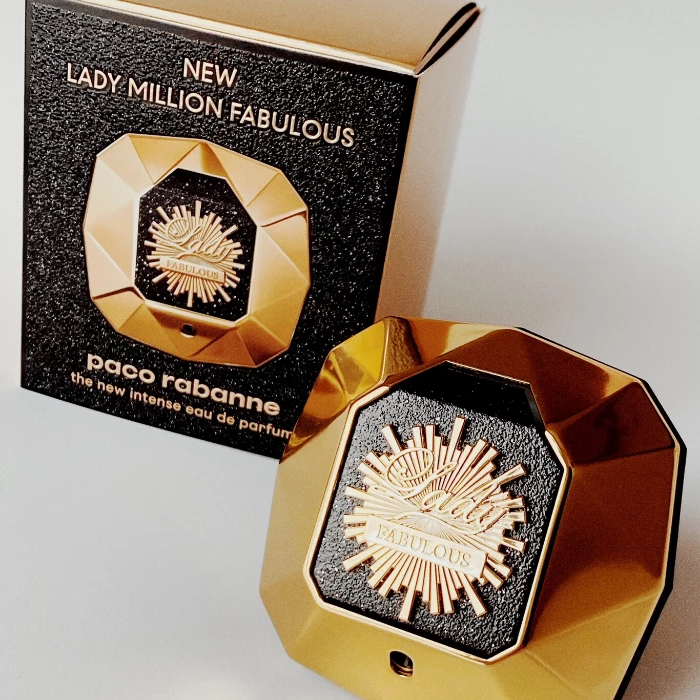 NEW
LADY MILLION FABULOUS
Lady
FABULOUS
paco rabanne
the new intense eau de parfum
Lady
FABULOUS